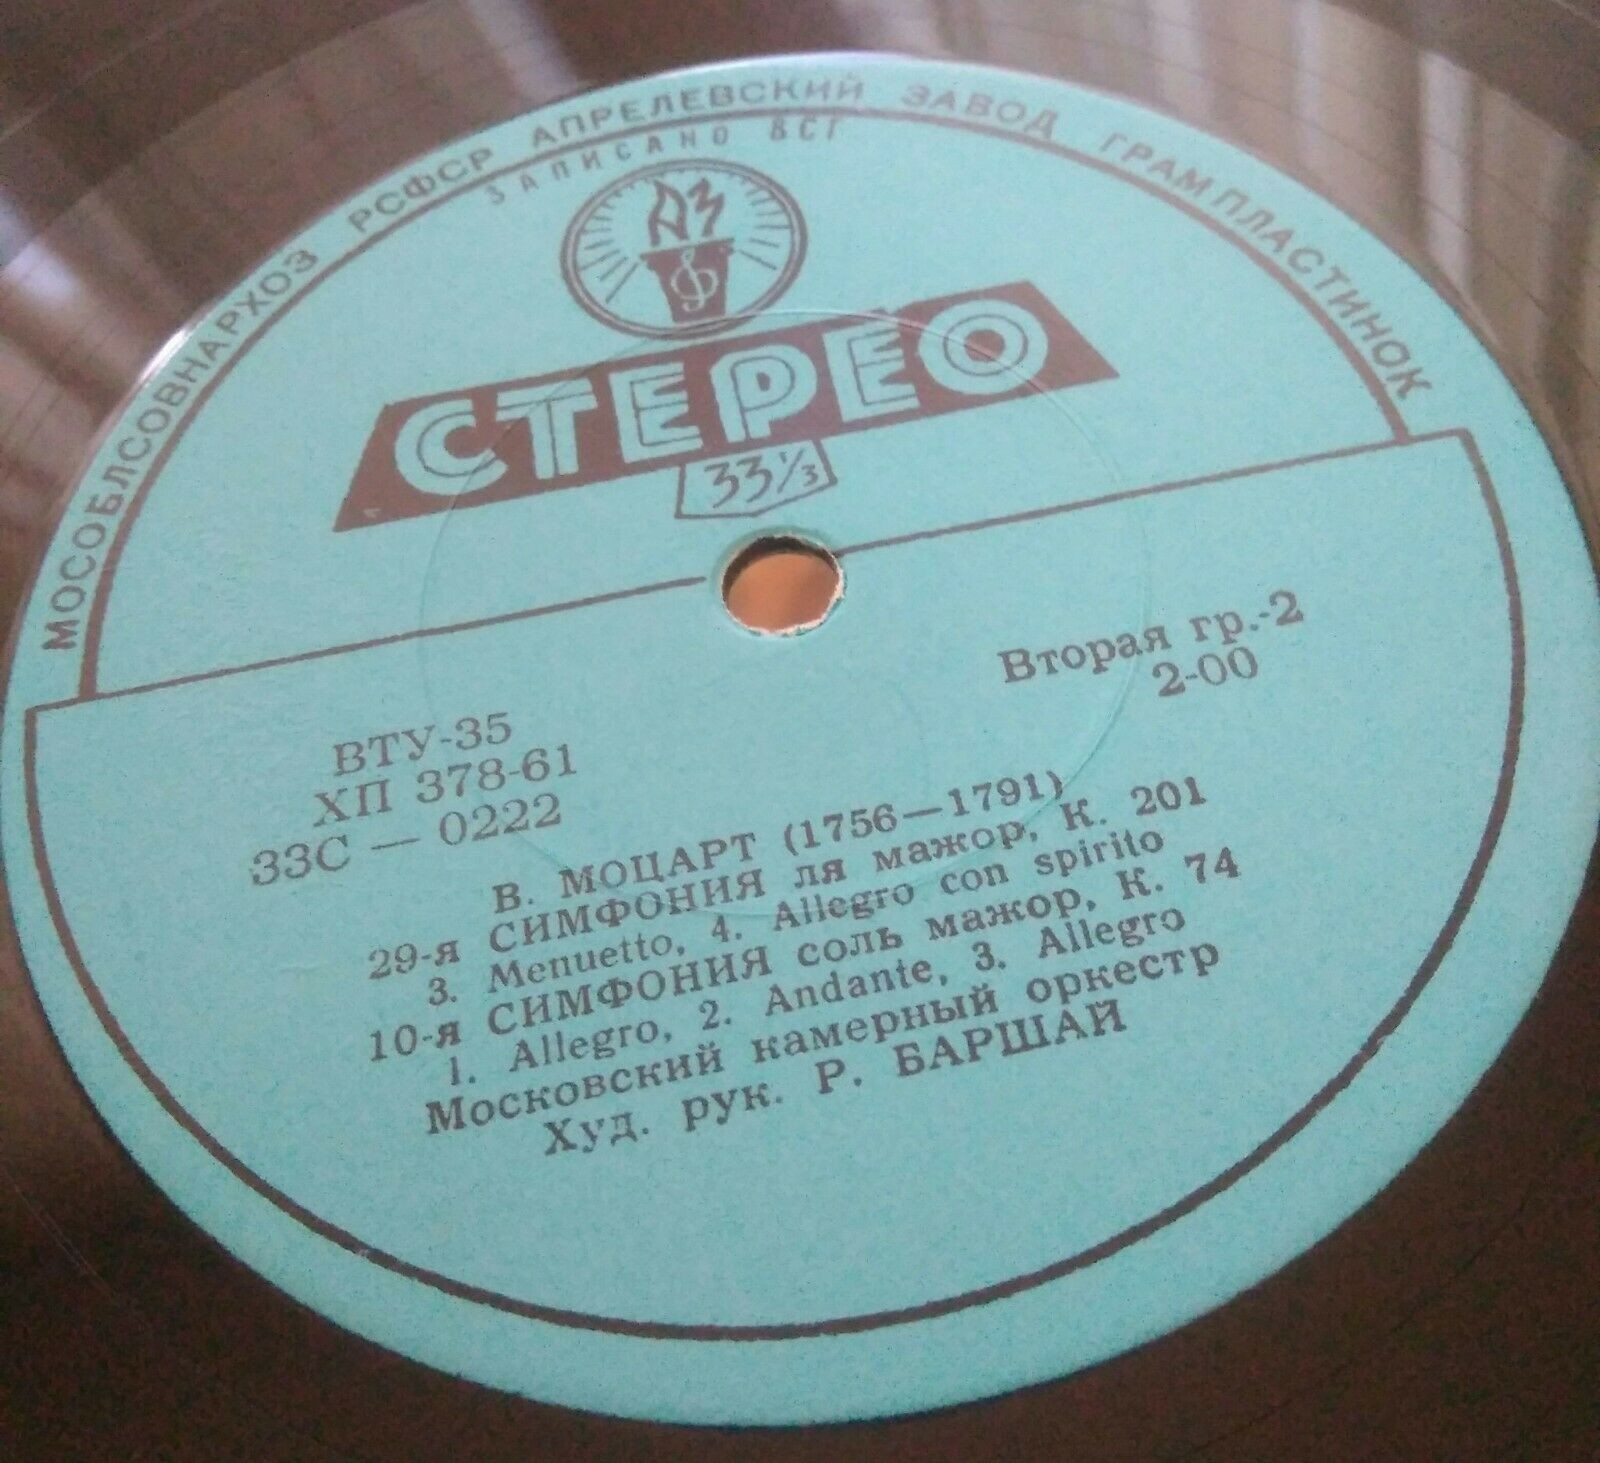 МОСОБЛСОВНАРХОЗ РСФСР АПРЕЛЕВСКИЙ ЗАВОД ГРАМПЛАСТИНОК
ЗАПИСАНО ВСГ
АЗ
СТЕРЕО
33⅓
Вторая гр.-2
2-00
ВТУ-35
ХП 378-61
33С — 0222
В. МОЦАРТ (1756—1791)
29-я СИМФОНИЯ ля мажор, К. 201
3. Menuetto, 4. Allegro con spirito
10-я СИМФОНИЯ соль мажор, К. 74
1. Allegro, 2. Andante, 3. Allegro
Московский камерный оркестр
Худ. рук. Р. БАРШАЙ